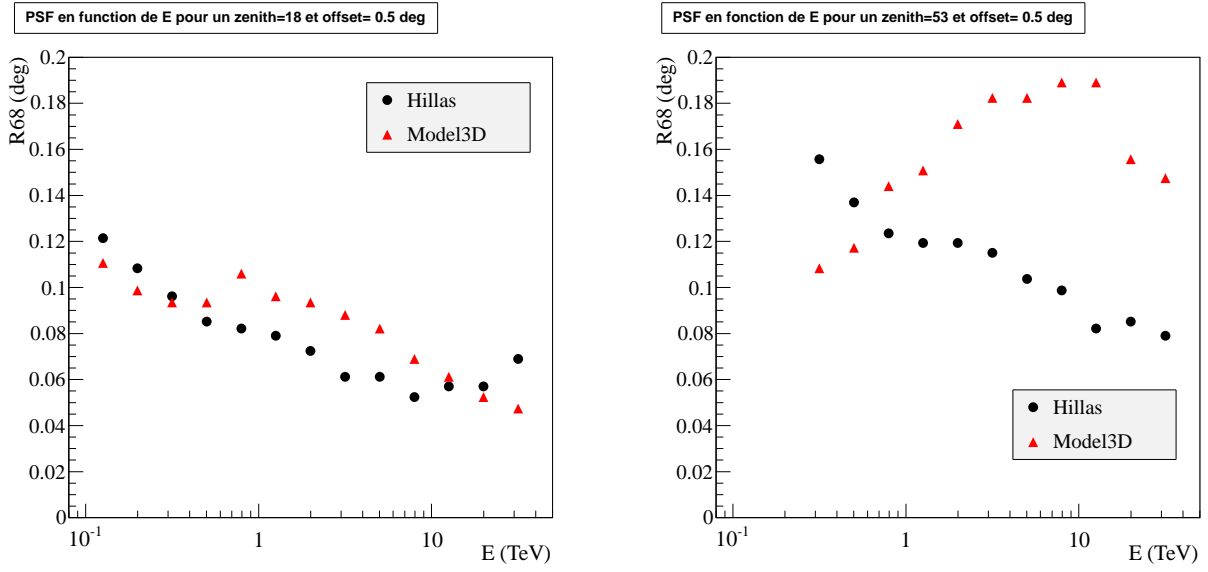 PSF en function de E pour un zenith=18 et offset= 0.5 deg
R68 (deg)
0.2
0.18
0.16
0.14
0.12
0.1
0.08
0.06
0.04
0.02
0
Hillas
Model3D
10⁻¹
1
10
E (TeV)
PSF en fonction de E pour un zenith=53 et offset= 0.5 deg
R68 (deg)
0.2
0.18
0.16
0.14
0.12
0.1
0.08
0.06
0.04
0.02
0
Hillas
Model3D
10⁻¹
1
10
E (TeV)